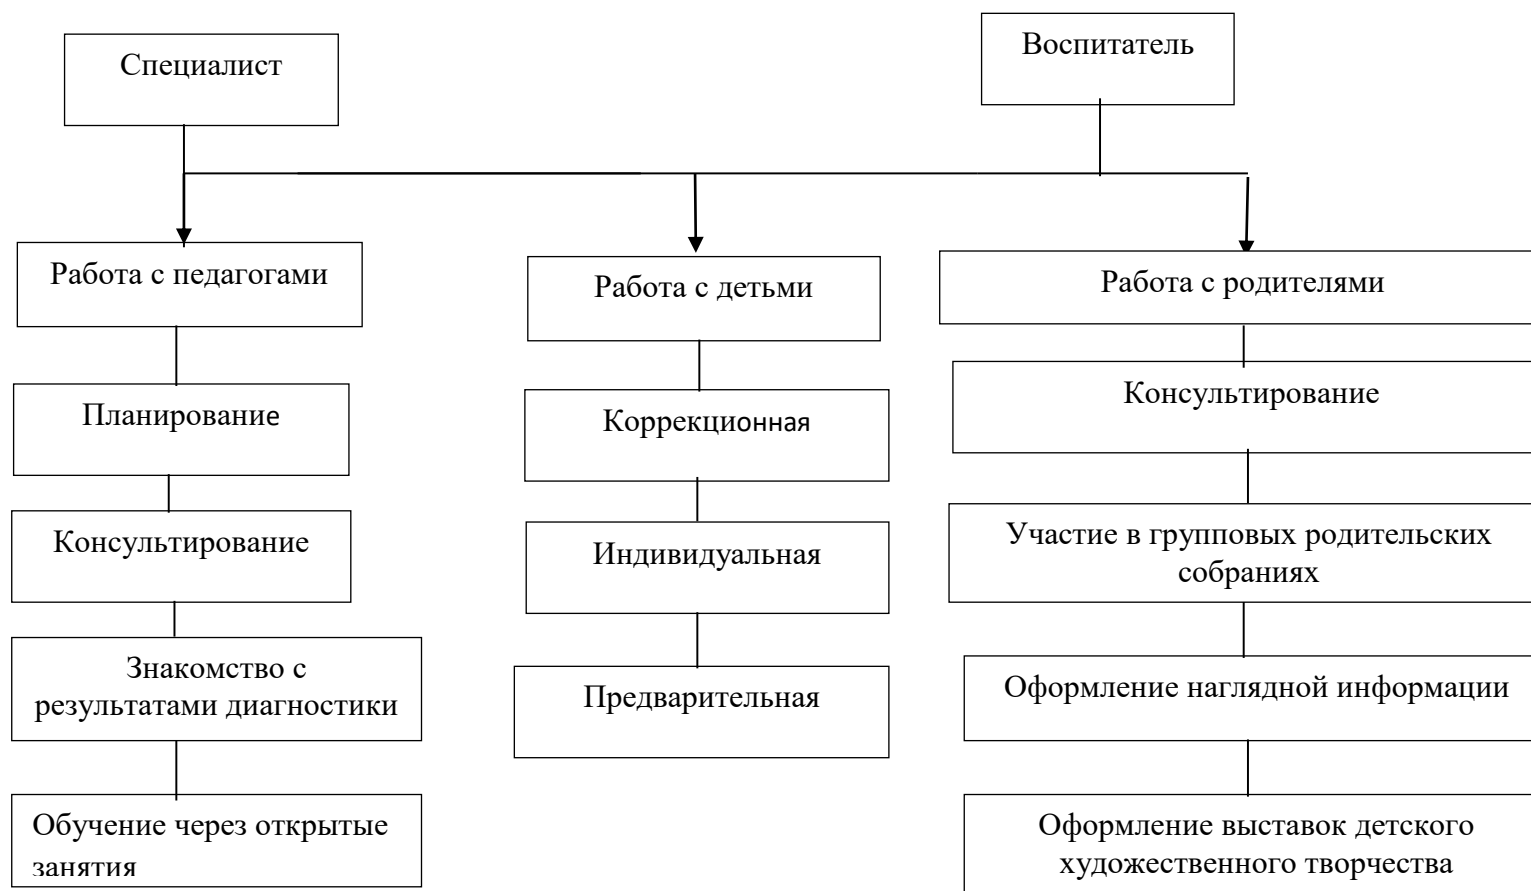 Специалист
Воспитатель
Работа с педагогами
Работа с детьми
Работа с родителями
Планирование
Коррекционная
Консультирование
Консультирование
Индивидуальная
Участие в групповых родительских
собраниях
Знакомство с
результатами диагностики
Предварительная
Оформление наглядной информации
Обучение через открытые
занятия
Оформление выставок детского
художественного творчества